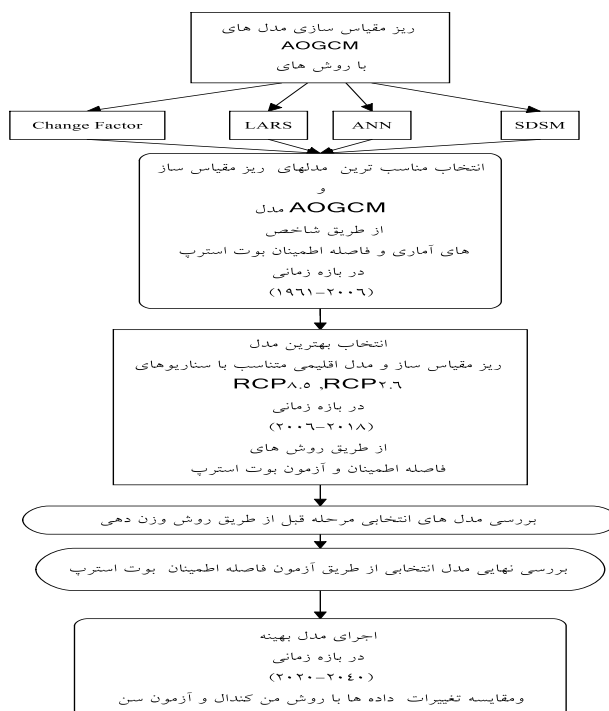 ریز مقیاس سازی مدل های
AOGCM
با روش های
Change Factor
LARS
ANN
SDSM
انتخاب مناسب ترین مدلهای ریز مقیاس ساز
و
مدل AOGCM
از طریق شاخص
های آماری و فاصله اطمینان بوت استرپ
در بازه زمانی
(۱۹۶۱-۲۰۰۶)
انتخاب بهترین مدل
ریز مقیاس ساز و مدل اقلیمی متناسب با سناریوهای
RCP۸.۵ ,RCP۲.۶
در بازه زمانی
(۲۰۰۶-۲۰۱۸)
از طریق روش های
فاصله اطمینان و آزمون بوت استرپ
بررسی مدل های انتخابی مرحله قبل از طریق روش وزن دهی
بررسی نهایی مدل انتخابی از طریق آزمون فاصله اطمینان بوت استرپ
اجرای مدل بهینه
در بازه زمانی
(۲۰۲۰-۲۰٤۰)
ومقایسه تغییرات داده ها با روش من کندال و آزمون سن